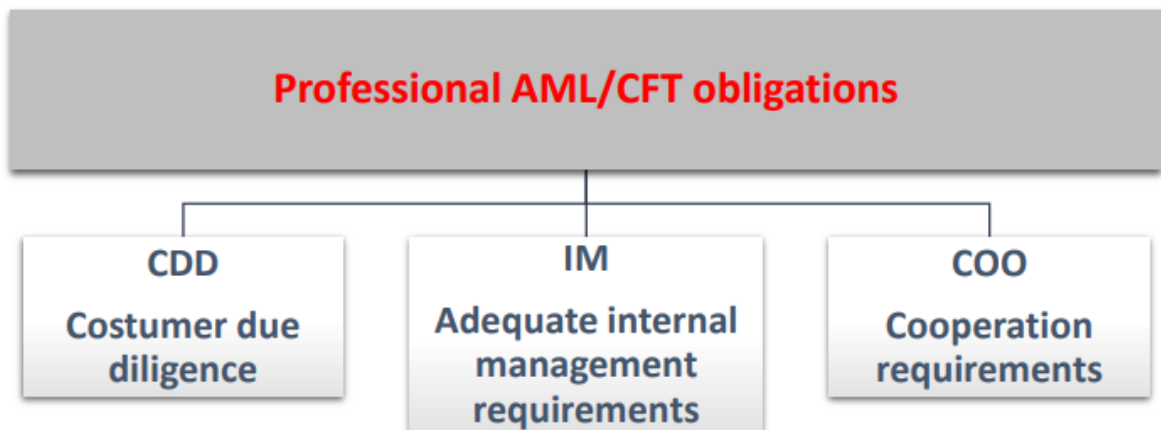 Professional AML/CFT obligations
CDD
Costumer due
diligence
IM
Adequate internal
management
requirements
COO
Cooperation
requirements